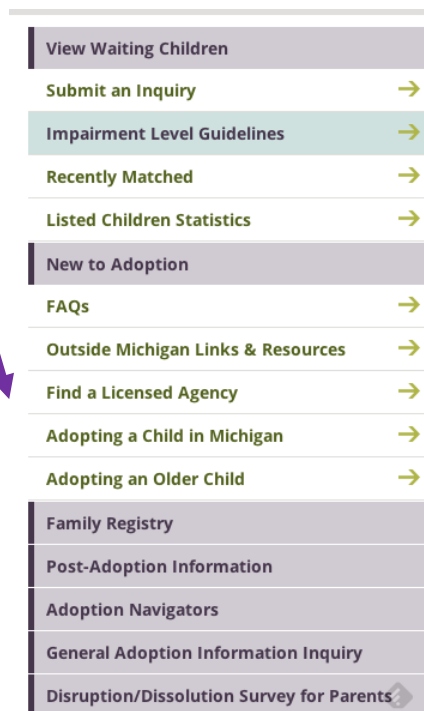 View Waiting Children
Submit an Inquiry
Impairment Level Guidelines
Recently Matched
Listed Children Statistics
New to Adoption
FAQs
Outside Michigan Links & Resources
Find a Licensed Agency
Adopting a Child in Michigan
Adopting an Older Child
Family Registry
Post-Adoption Information
Adoption Navigators
General Adoption Information Inquiry
Disruption/Dissolution Survey for Parents